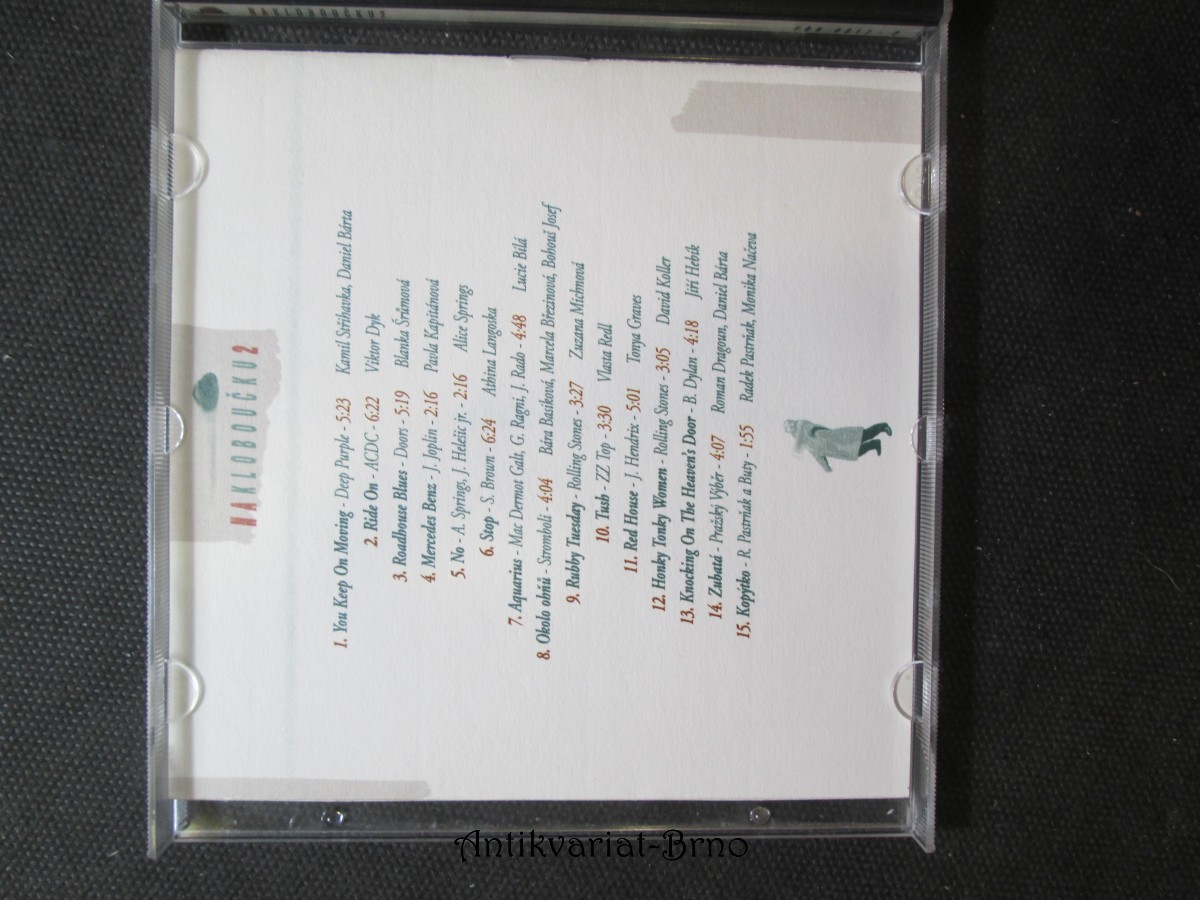 NAKLOBOUČKU2
NAKLOBOUČKU2
1. You Keep On Moving - Deep Purple - 5:23 Kamil Střihavka, Daniel Bárta
2. Ride On - ACDC - 6:22 Viktor Dyk
3. Roadhouse Blues - Doors - 5:19 Blanka Šrůmová
4. Mercedes Benz - J. Joplin - 2:16 Pavla Kapitánová
5. No - A. Springs, J. Helešic jr. - 2:16 Alice Springs
6. Stop - S. Brown - 6:24 Athina Langoska
7. Aquarius - Mac Dermot Galt, G. Ragni, J. Rado - 4:48 Lucie Bílá
8. Okolo obňů - Stromboli - 4:04 Bára Basiková, Marcela Březinová, Bohouš Josef
9. Rubby Tuesday - Rolling Stones - 3:27 Zuzana Michnová
10. Tush - ZZ Top - 3:30 Vlasta Redl
11. Red House - J. Hendrix - 5:01 Tonya Graves
12. Honky Tonky Women - Rolling Stones - 3:05 David Koller
13. Knocking On The Heaven's Door - B. Dylan - 4:18 Jiří Hebík
14. Zubatá - Pražský Výběr - 4:07 Roman Dragoun, Daniel Bárta
15. Kopýtko - R. Pastrňák a Buty - 1:55 Radek Pastrňák, Monika Načeva
Antikvariat-Brno